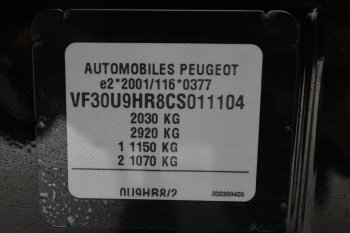 AUTOMOBILES PEUGEOT
e2*2001/116*0377
VF30U9HR8CS011104
2030 KG
2920 KG
1 1150 KG
2 1070 KG
0U9HR8/2
200399400